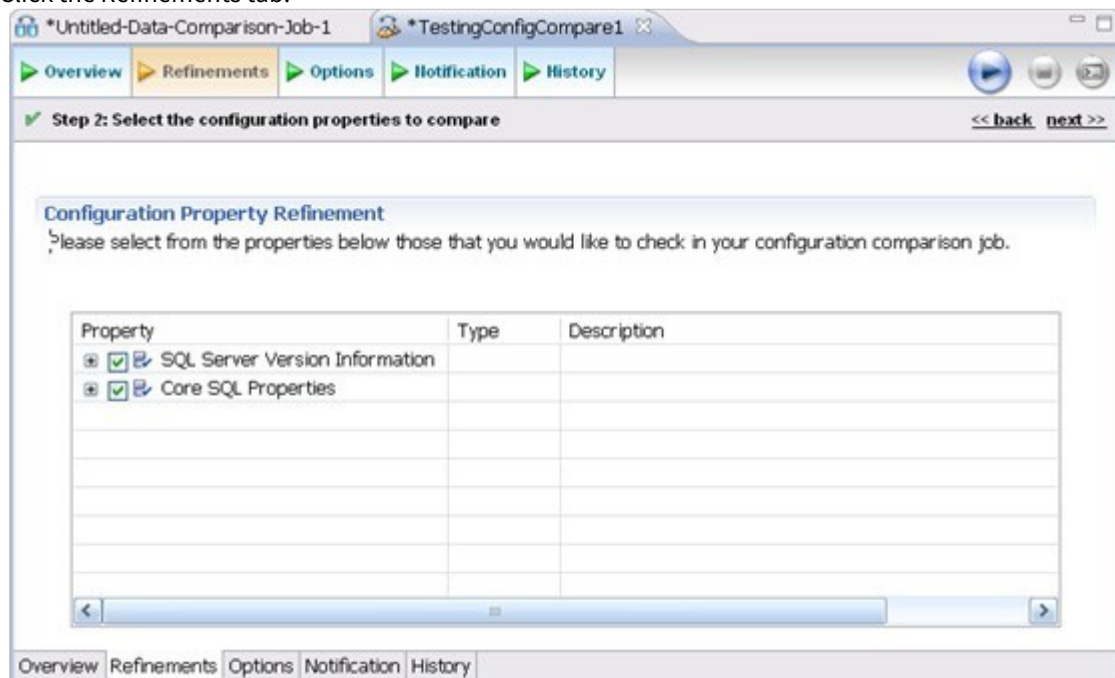 Click the Refinements tab.
*Untitled-Data-Comparison-Job-1 *TestingConfigCompare1
Overview Refinements Options Notification History
Step 2: Select the configuration properties to compare << back next >>
Configuration Property Refinement
Please select from the properties below those that you would like to check in your configuration comparison job.
Property Type Description
SQL Server Version Information
Core SQL Properties
Overview Refinements Options Notification History